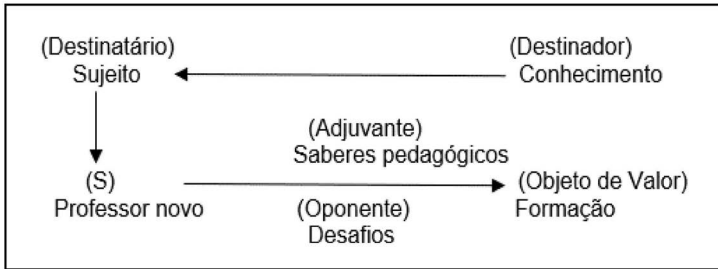 (Destinatário)
Sujeito
(Destinador)
Conhecimento
(Adjuvante)
Saberes pedagógicos
(S)
Professor novo
(Objeto de Valor)
Formação
(Oponente)
Desafios